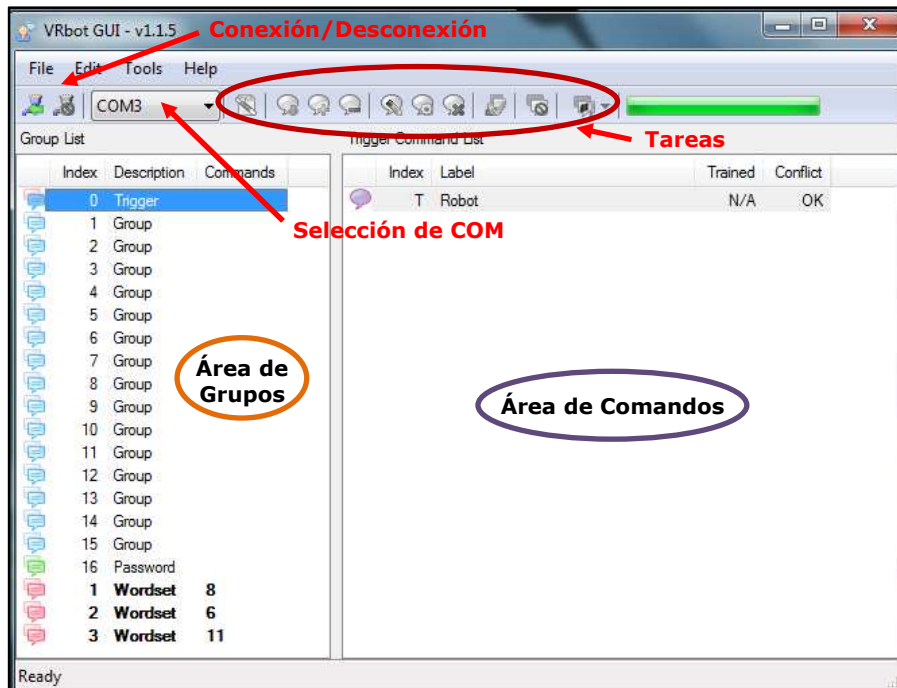 VRbot GUI - v1.1.5
Conexión/Desconexión
File Edit Tools Help
COM3
Tareas
Group List
Trigger Command List
Index Description Commands
Index Label Trained Conflict
0 Trigger
T Robot N/A OK
1 Group
Selección de COM
2 Group
3 Group
4 Group
5 Group
6 Group
7 Group
8 Group
9 Group
10 Group
11 Group
12 Group
13 Group
14 Group
15 Group
16 Password
1 Wordset 8
2 Wordset 6
3 Wordset 11
Área de
Grupos
Área de Comandos
Ready